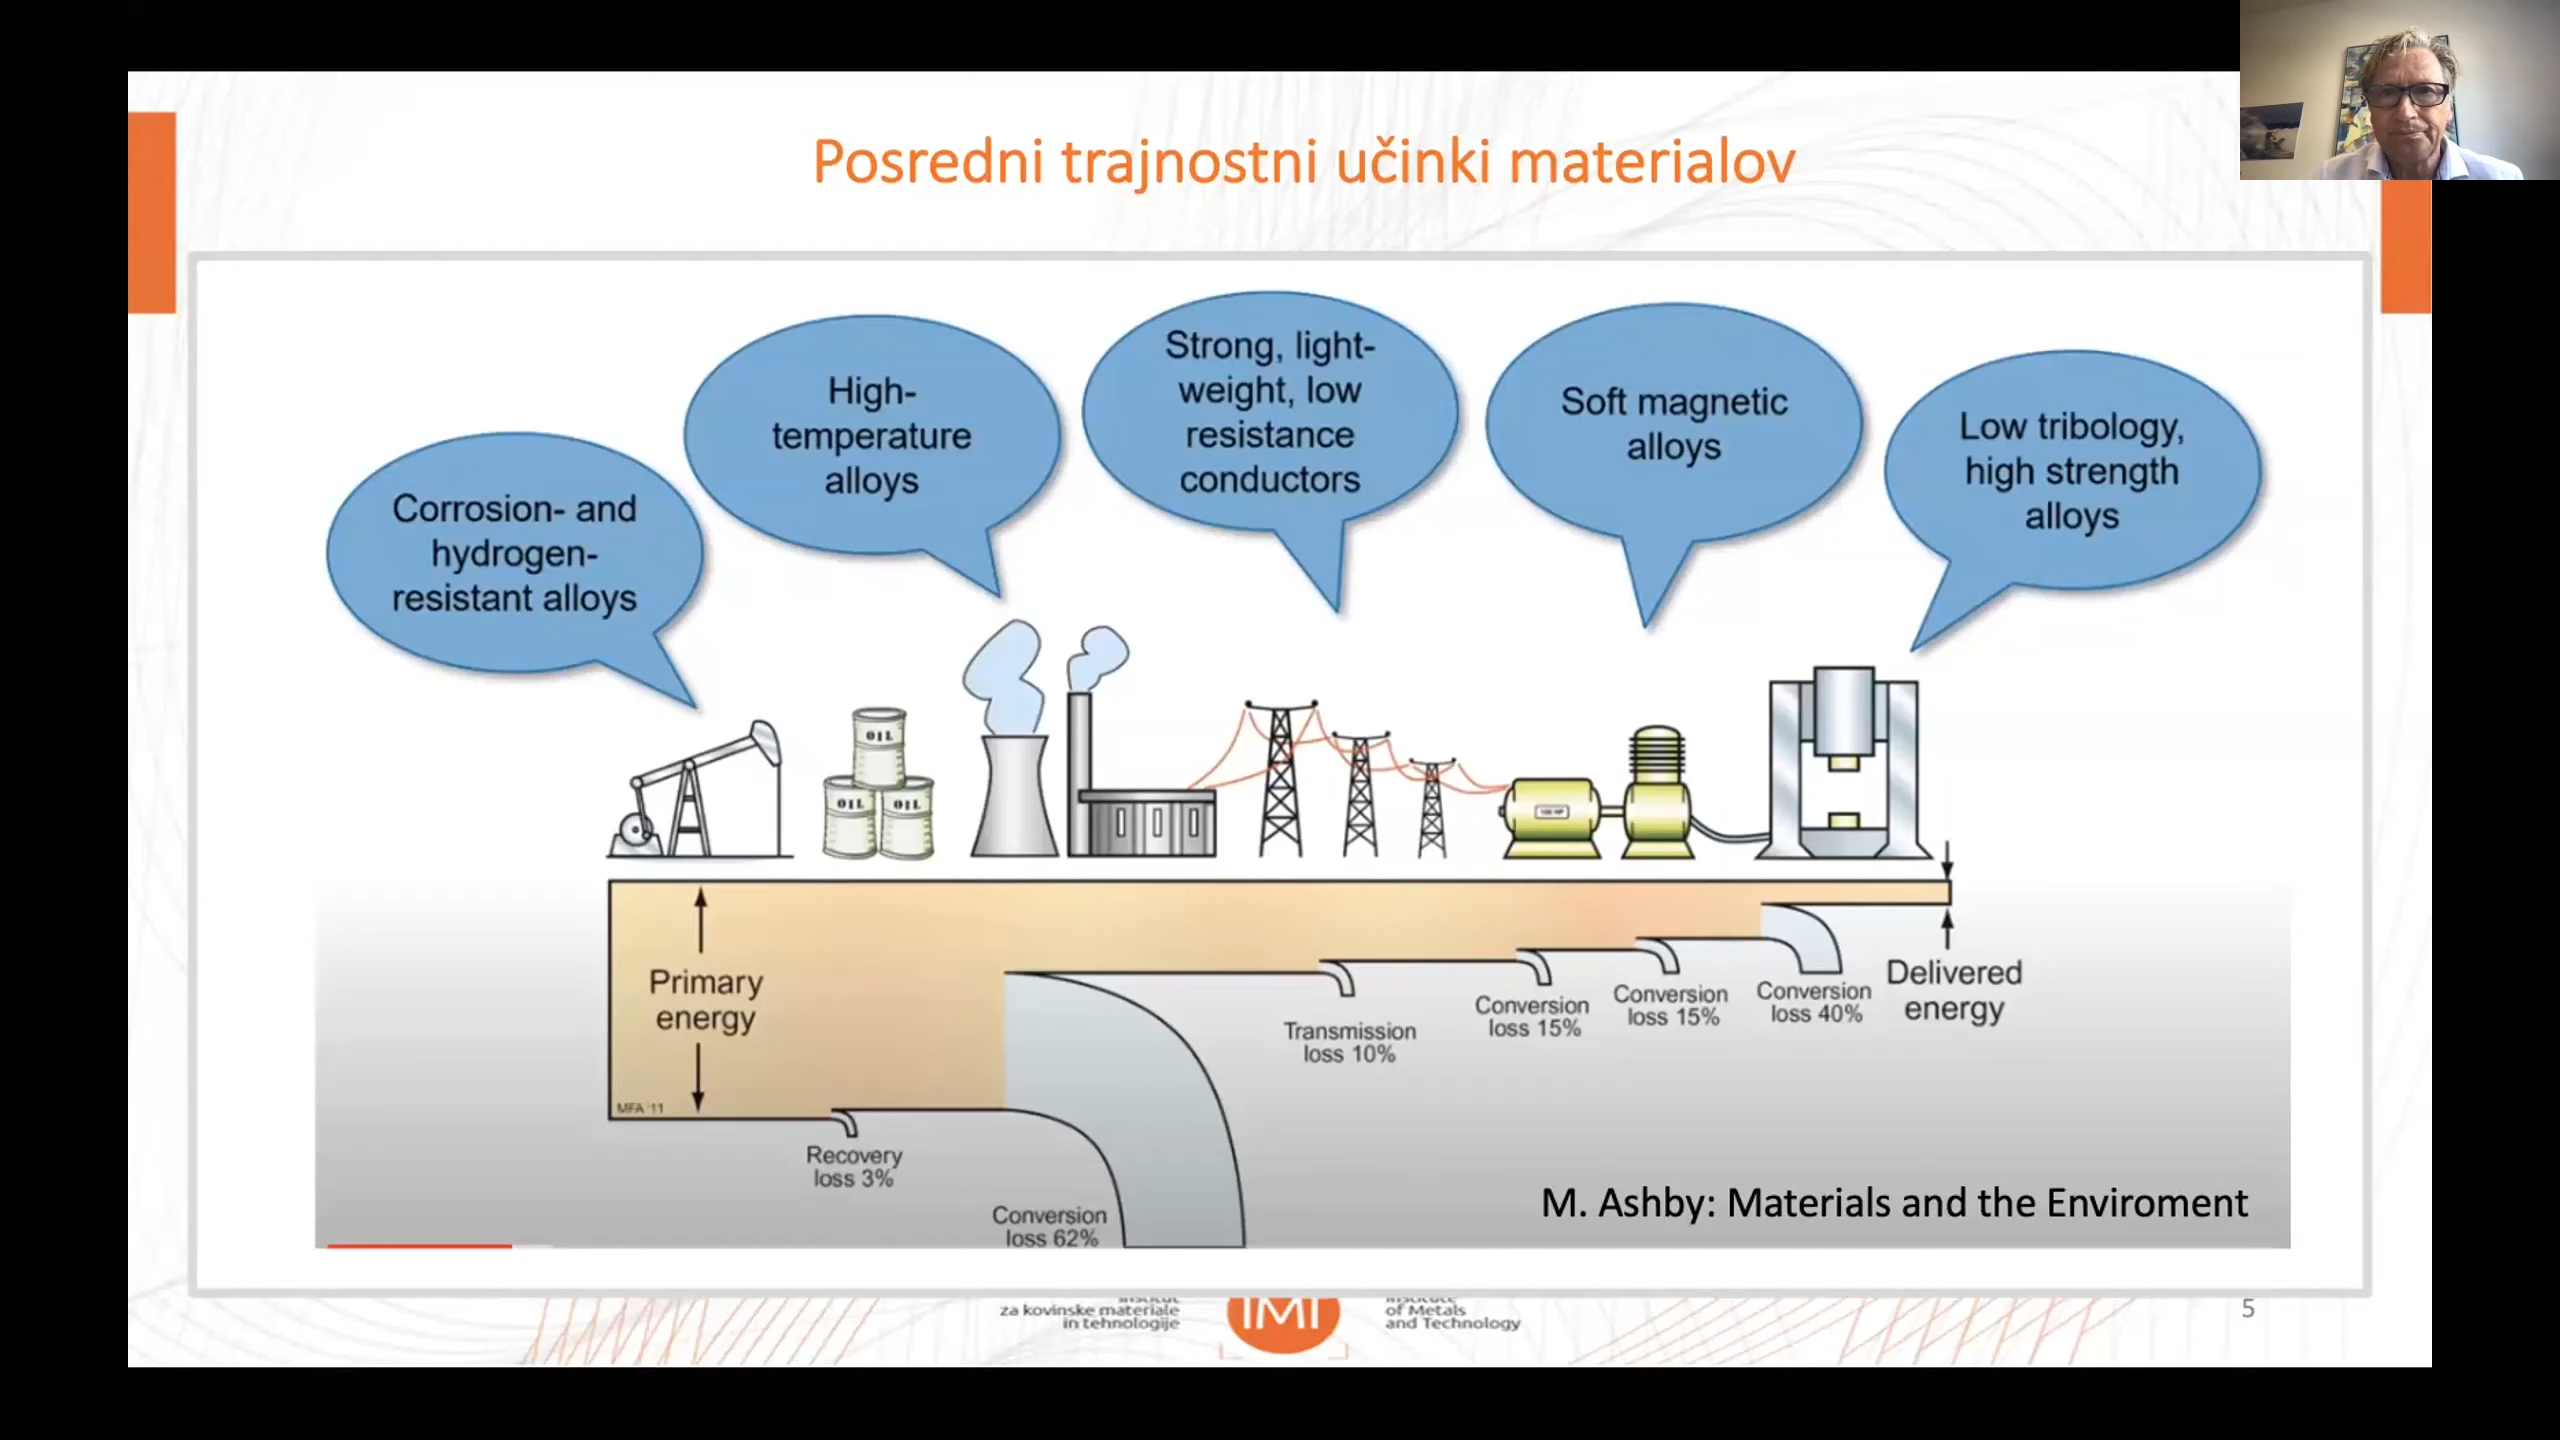 Posredni trajnostni učinki materialov
Corrosion- and
hydrogen-
resistant alloys
High-
temperature
alloys
Strong, light-
weight, low
resistance
conductors
Soft magnetic
alloys
Low tribology,
high strength
alloys
OIL
OIL
OIL
Primary
energy
MFA '11
Recovery
loss 3%
Conversion
loss 62%
Transmission
loss 10%
Conversion
loss 15%
Conversion
loss 15%
Conversion
loss 40%
Delivered
energy
M. Ashby: Materials and the Enviroment
za kovinske materiale
in tehnologije
IMT
of Metals
and Technology
5